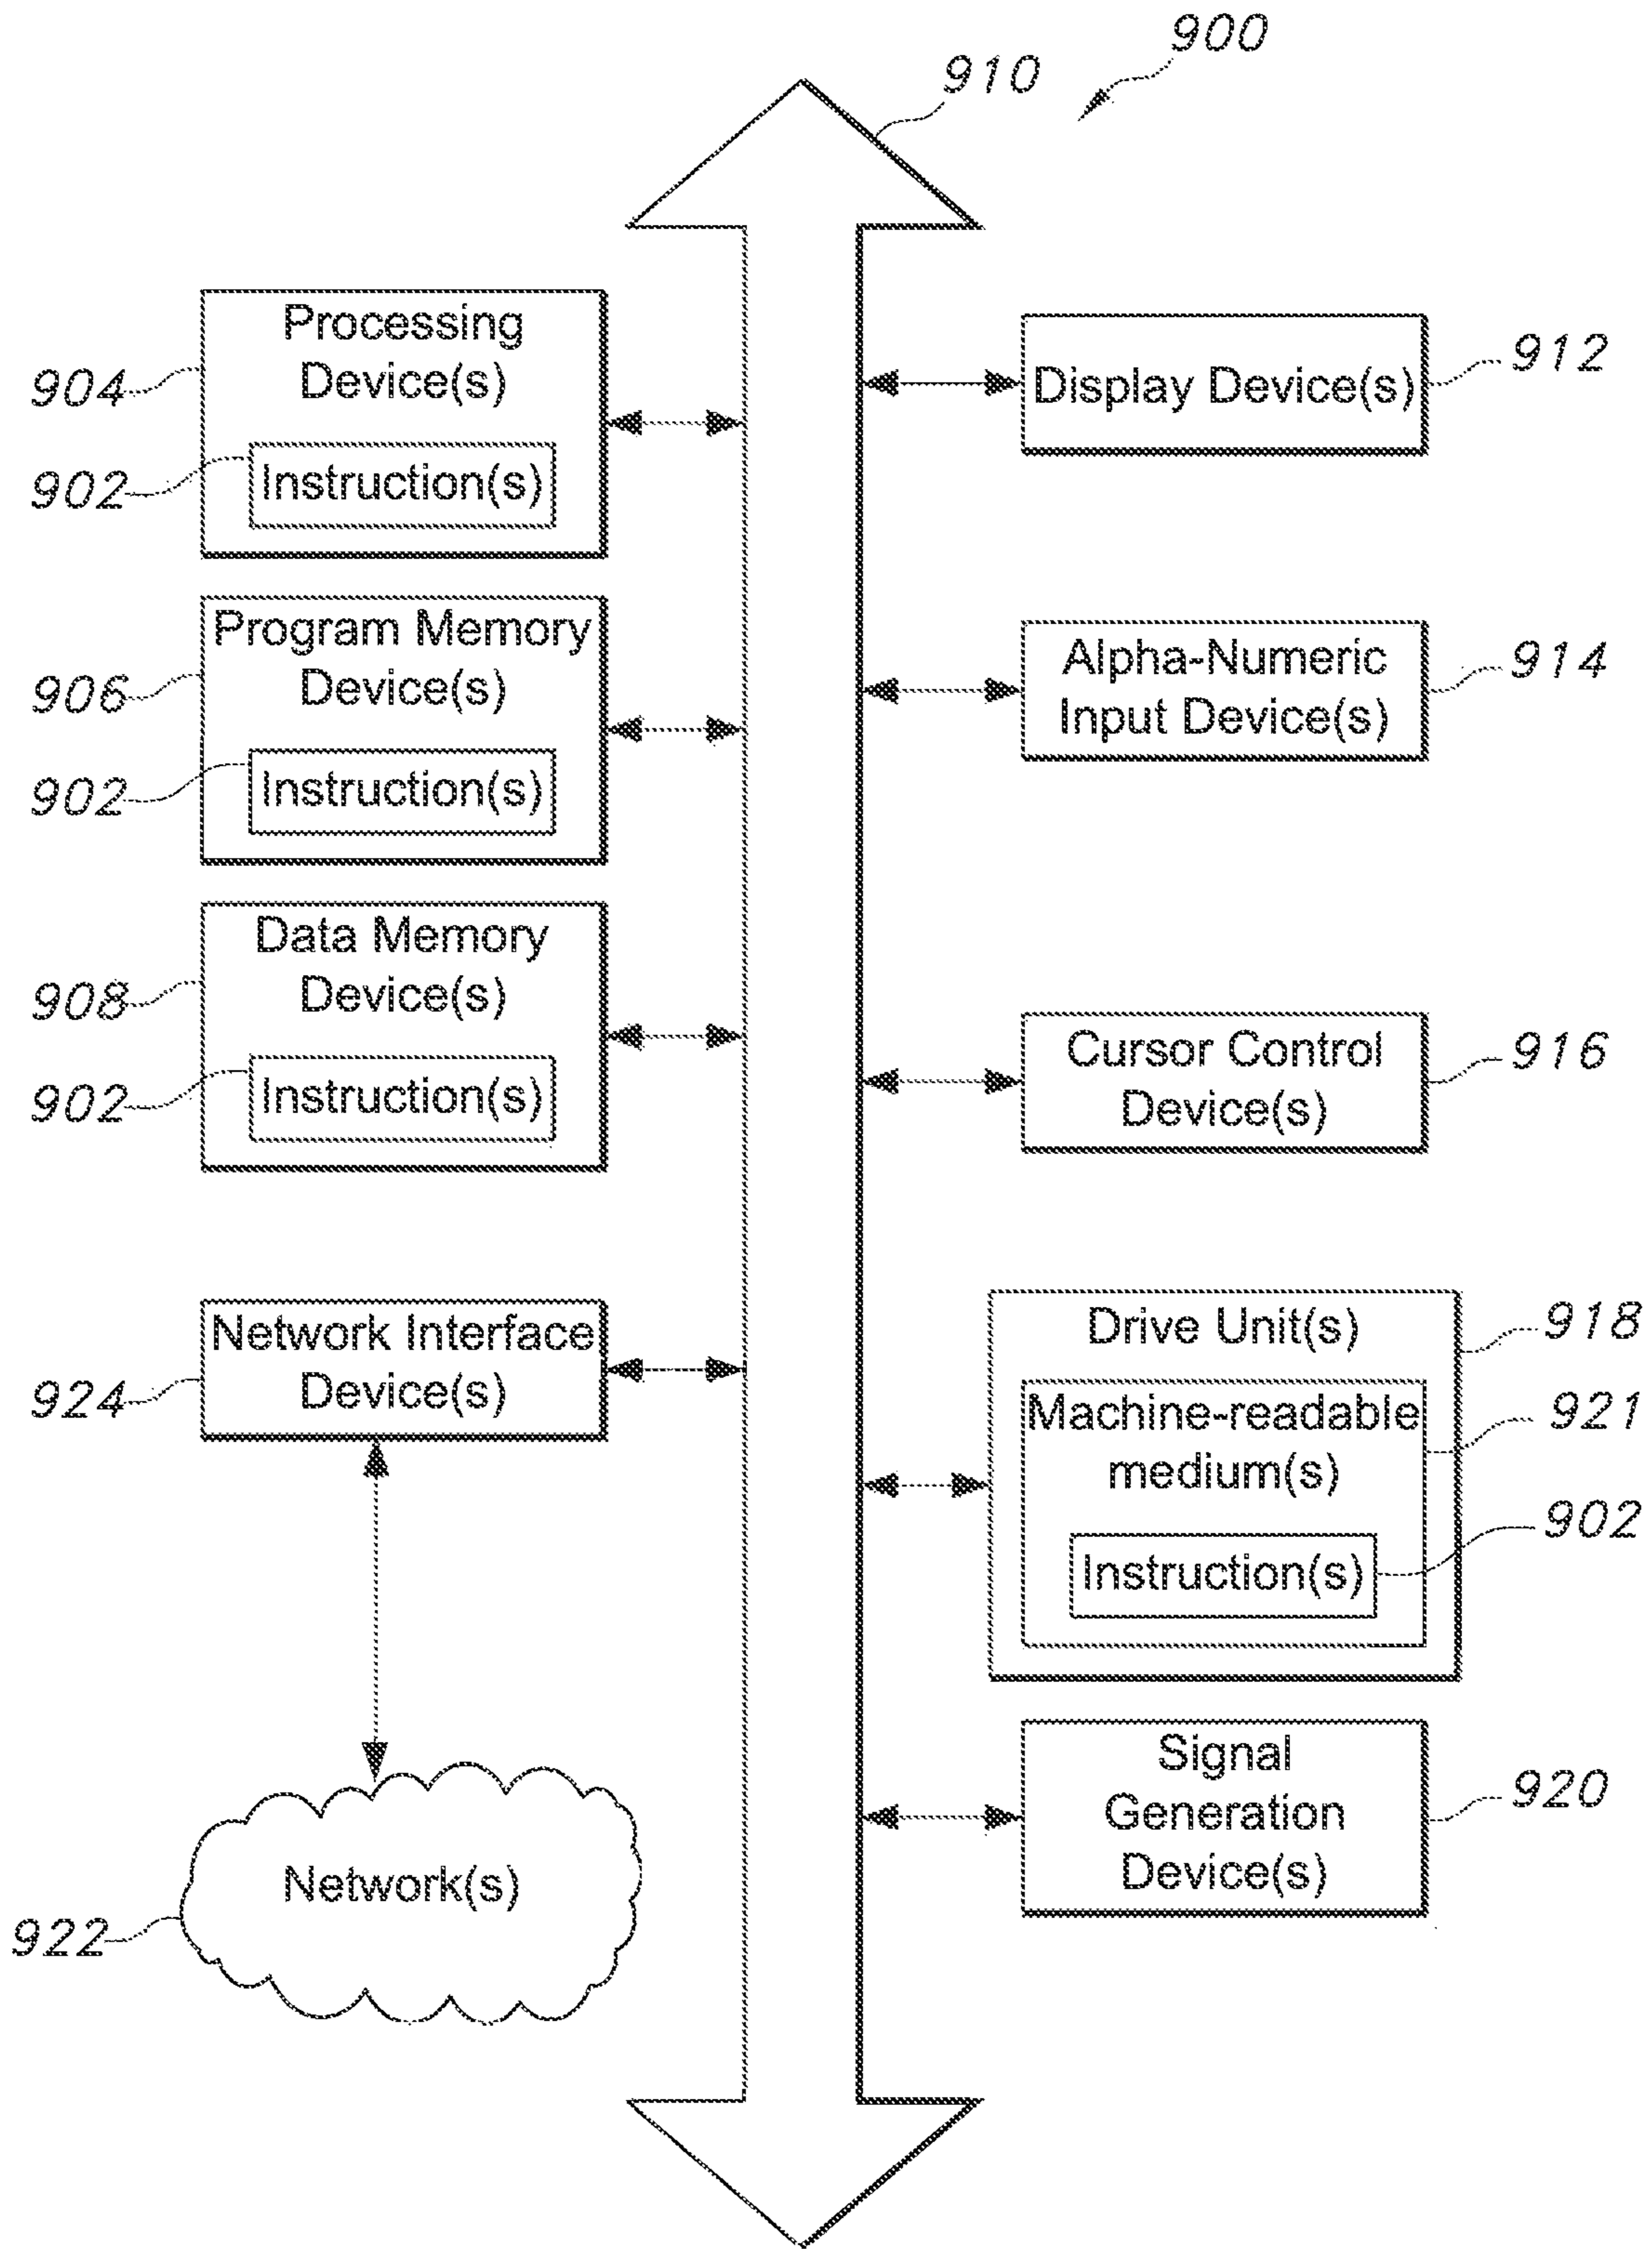 900
910
Processing
Device(s)
904
Instruction(s)
902
Program Memory
Device(s)
906
Instruction(s)
902
Data Memory
Device(s)
908
Instruction(s)
902
Network Interface
Device(s)
924
Network(s)
922
Display Device(s)
912
Alpha-Numeric
Input Device(s)
914
Cursor Control
Device(s)
916
Drive Unit(s)
918
Machine-readable
medium(s)
921
Instruction(s)
902
Signal
Generation
Device(s)
920